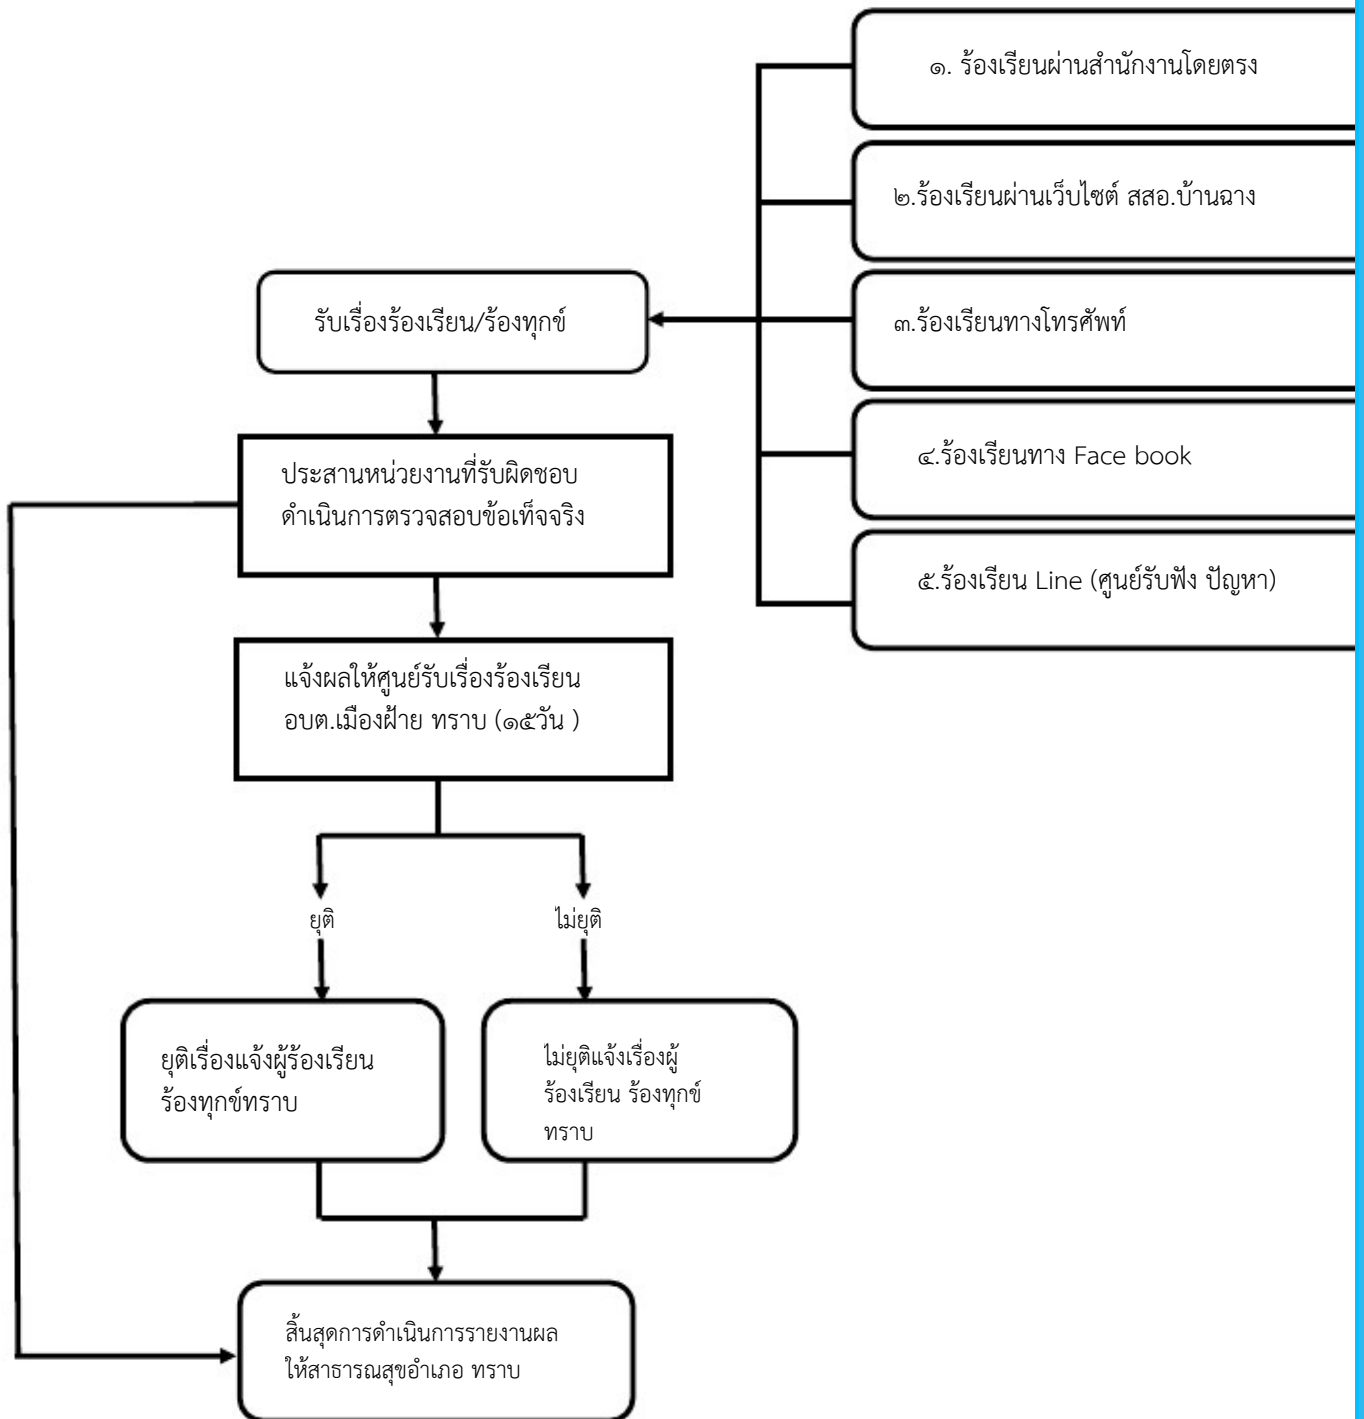 ๑. ร้องเรียนผ่านสำนักงานโดยตรง
๒.ร้องเรียนผ่านเว็บไซต์ สสอ.บ้านฉาง
รับเรื่องร้องเรียน/ร้องทุกข์
๓.ร้องเรียนทางโทรศัพท์
๔.ร้องเรียนทาง Face book
ประสานหน่วยงานที่รับผิดชอบ
ดำเนินการตรวจสอบข้อเท็จจริง
๕.ร้องเรียน Line (ศูนย์รับฟัง ปัญหา)
แจ้งผลให้ศูนย์รับเรื่องร้องเรียน
อบต.เมืองฝ้าย ทราบ (๑๕วัน )
ยุติ
ไม่ยุติ
ยุติเรื่องแจ้งผู้ร้องเรียน
ร้องทุกข์ทราบ
ไม่ยุติแจ้งเรื่องผู้
ร้องเรียน ร้องทุกข์
ทราบ
สิ้นสุดการดำเนินการรายงานผล
ให้สาธารณสุขอำเภอ ทราบ